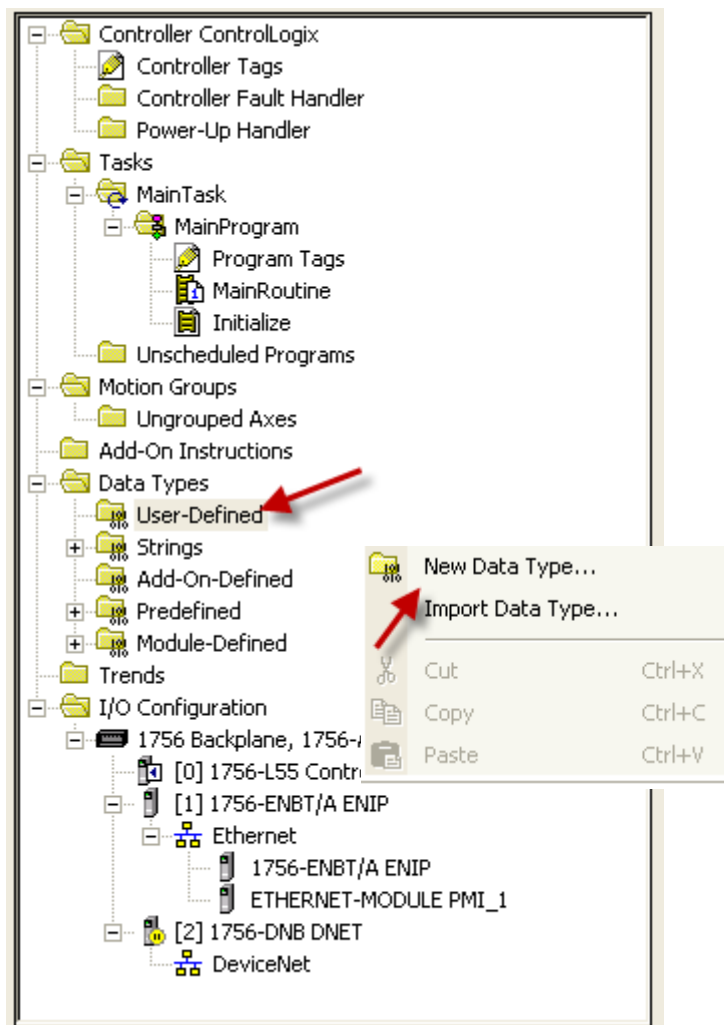 Controller ControlLogix
Controller Tags
Controller Fault Handler
Power-Up Handler
Tasks
MainTask
MainProgram
Program Tags
MainRoutine
Initialize
Unscheduled Programs
Motion Groups
Ungrouped Axes
Add-On Instructions
Data Types
User-Defined
Strings
Add-On-Defined
Predefined
Module-Defined
Trends
I/O Configuration
1756 Backplane, 1756-
[0] 1756-L55 Contr
[1] 1756-ENBT/A ENIP
Ethernet
1756-ENBT/A ENIP
ETHERNET-MODULE PMI_1
[2] 1756-DNB DNET
DeviceNet
New Data Type...
Import Data Type...
Cut Ctrl+X
Copy Ctrl+C
Paste Ctrl+V